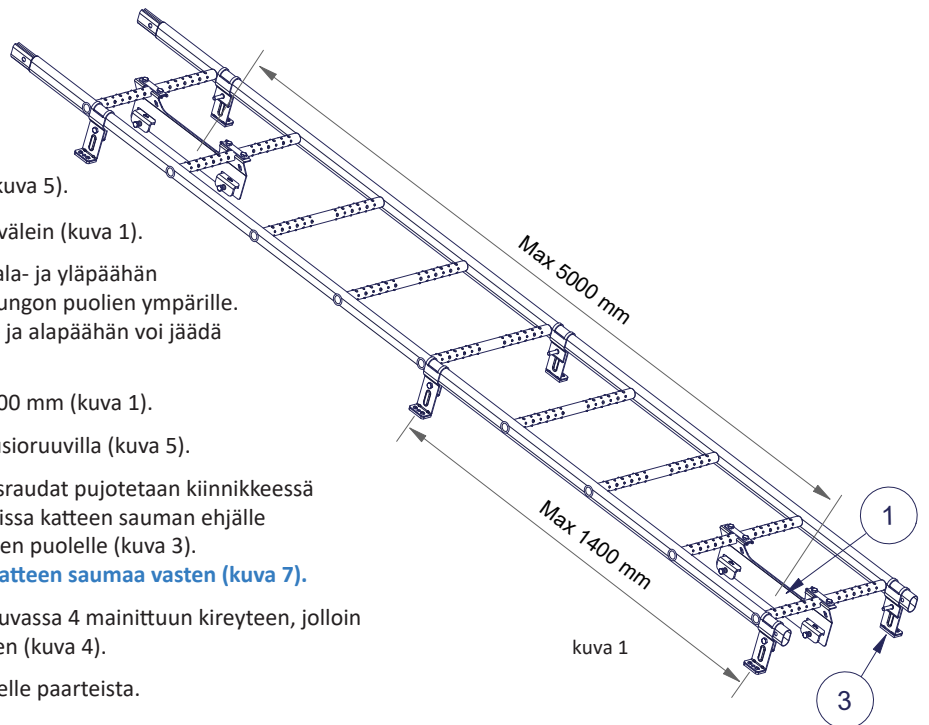 kuva 5).
välein (kuva 1).
ala- ja yläpäähän
ungon puolien ympärille.
ja alapäähän voi jäädä
00 mm (kuva 1).
usioruuvilla (kuva 5).
sraudat pujotetaan kiinnikkeessä
issa katteen sauman ehjälle
en puolelle (kuva 3).
atteen saumaa vasten (kuva 7).
uvassa 4 mainittuun kireyteen, jolloin
en (kuva 4).
elle paarteista.
Max 5000 mm
Max 1400 mm
1
kuva 1
3